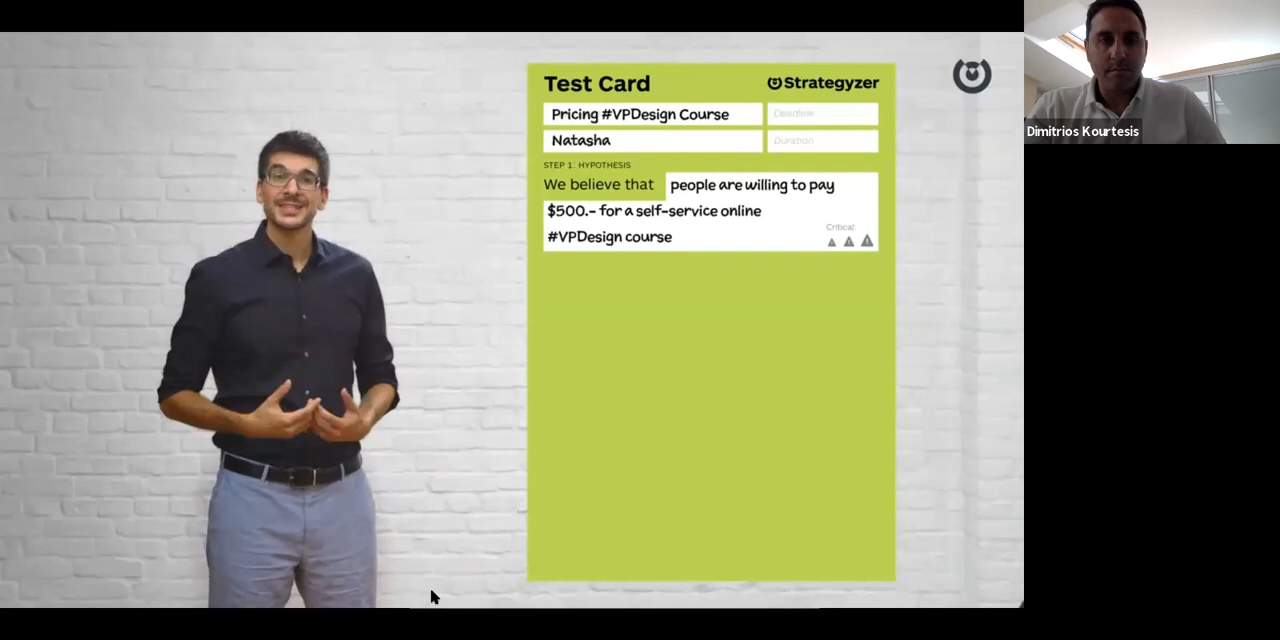 Test Card
Strategyzer
Pricing #VPDesign Course
Deadline
Natasha
Duration
STEP 1: HYPOTHESIS
We believe that people are willing to pay
$500.- for a self-service online
#VPDesign course
Critical:
Dimitrios Kourtesis